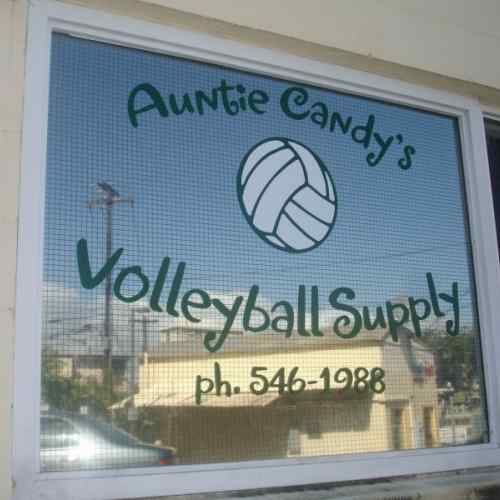 Auntie Candy's
Volleyball Supply
ph. 546-1988